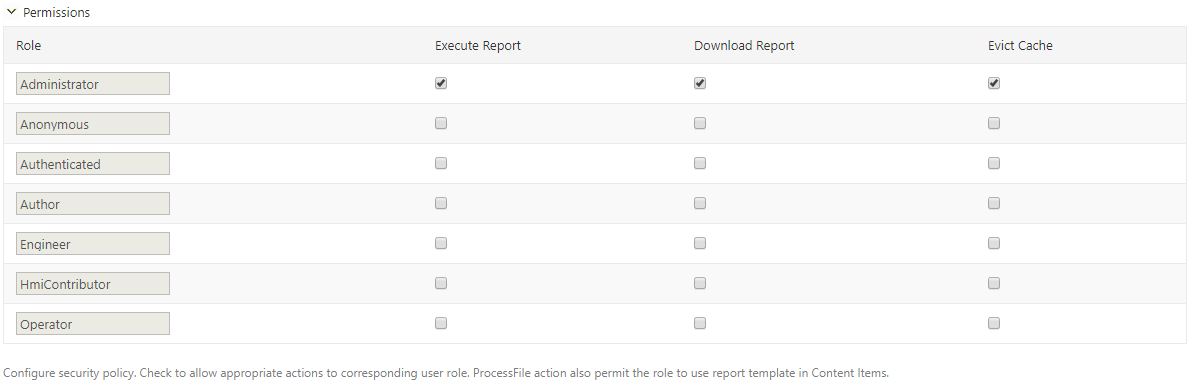 Permissions
Role Execute Report Download Report Evict Cache
Administrator
Anonymous
Authenticated
Author
Engineer
HmiContributor
Operator
Configure security policy. Check to allow appropriate actions to corresponding user role. ProcessFile action also permit the role to use report template in Content Items.